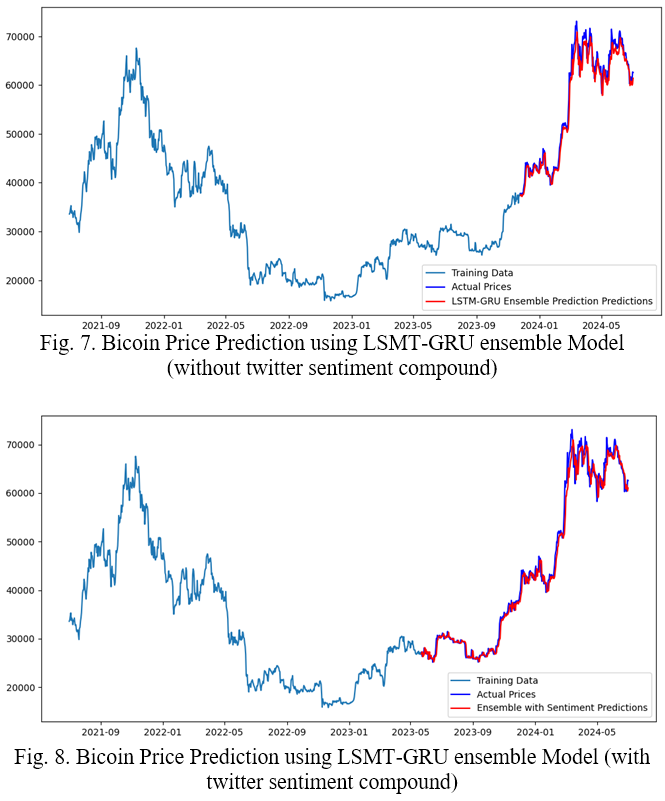 70000
60000
50000
40000
30000
20000
Training Data
Actual Prices
LSTM-GRU Ensemble Prediction Predictions
2021-09 2022-01 2022-05 2022-09 2023-01 2023-05 2023-09 2024-01 2024-05
Fig. 7. Bicoin Price Prediction using LSMT-GRU ensemble Model
(without twitter sentiment compound)
70000
60000
50000
40000
30000
20000
Training Data
Actual Prices
Ensemble with Sentiment Predictions
2021-09 2022-01 2022-05 2022-09 2023-01 2023-05 2023-09 2024-01 2024-05
Fig. 8. Bicoin Price Prediction using LSMT-GRU ensemble Model (with
twitter sentiment compound)